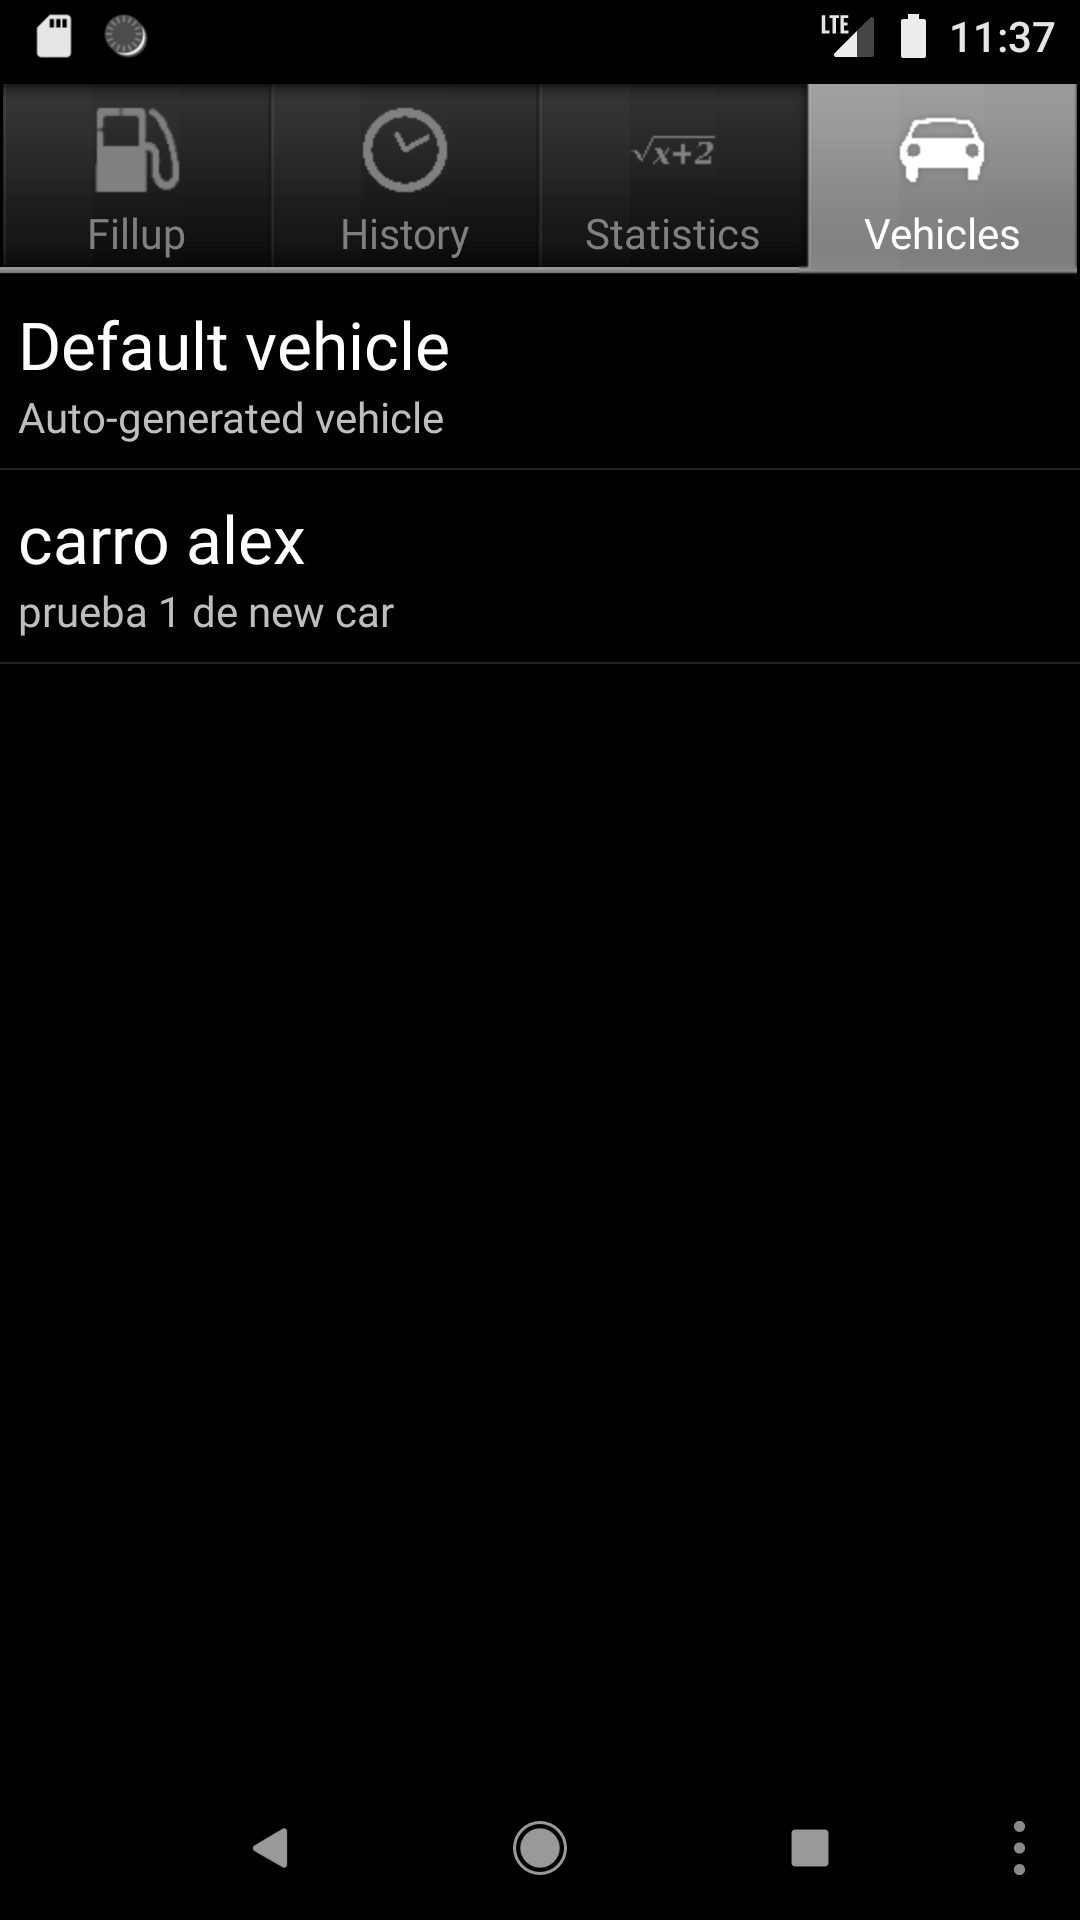 LTE 11:37
√x+2
Fillup History Statistics Vehicles
Default vehicle
Auto-generated vehicle
carro alex
prueba 1 de new car